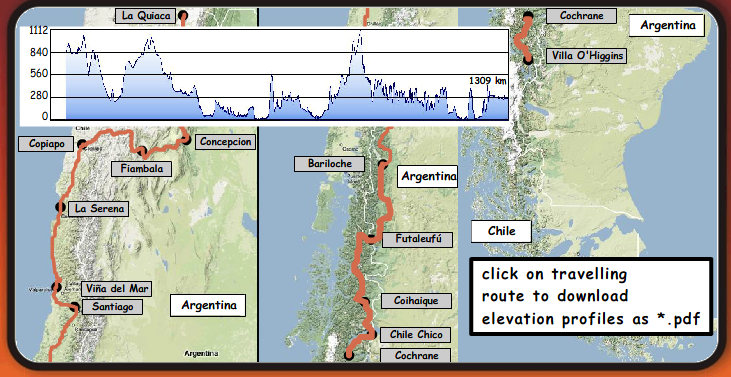 La Quiaca
1112
840
560
280
0
1309 km
Chile
Copiapo
Concepcion
Fiambala
La Serena
Viña del Mar
Santiago
Argentina
Argentina
Bariloche
Argentina
Futaleufú
Coihaique
Chile Chico
Cochrane
Cochrane
Argentina
Villa O'Higgins
Chile
click on travelling
route to download
elevation profiles as *.pdf